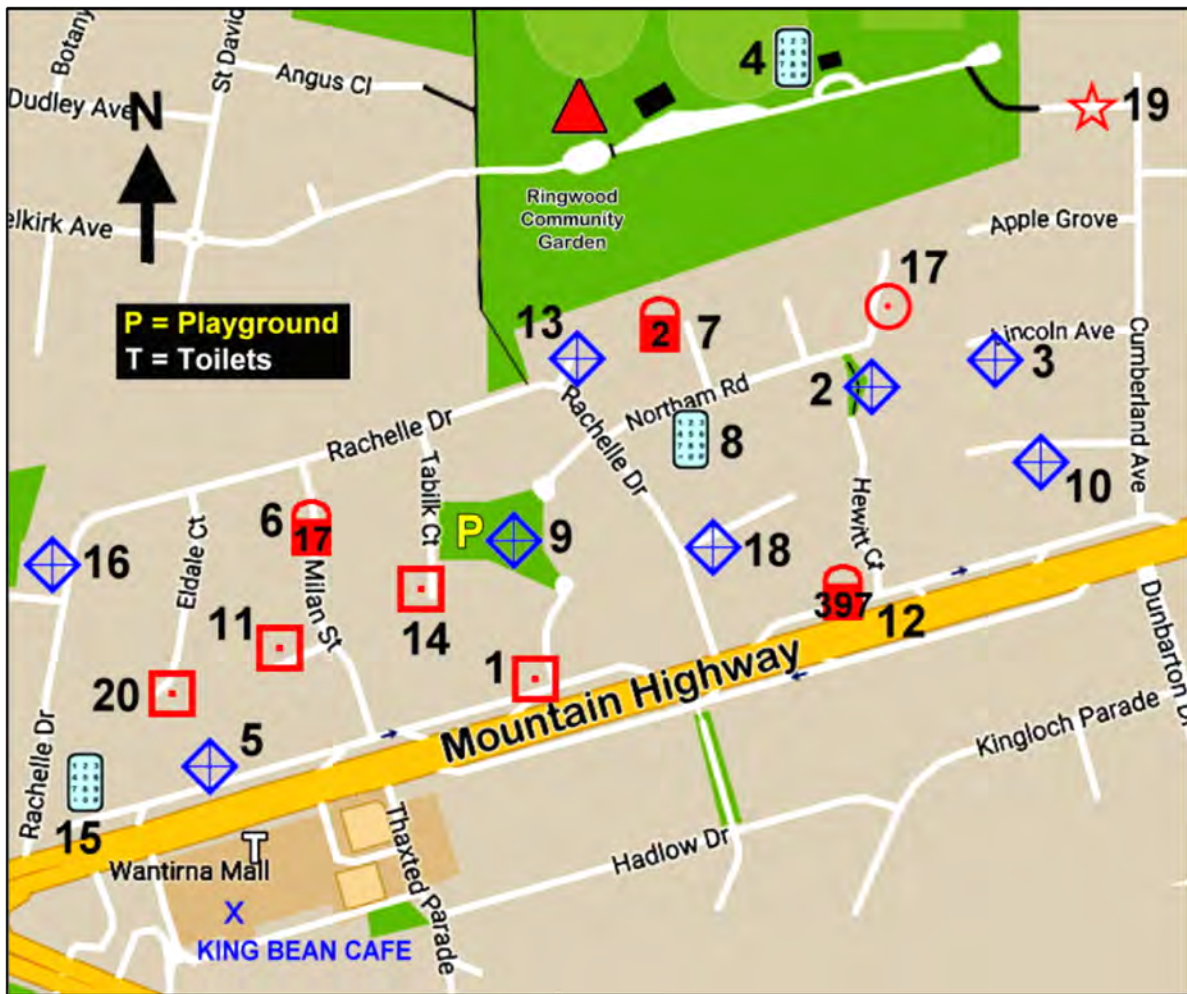 Botany
St David
4
Angus Cl
Dudley Ave
N
19
elkirk Ave
Ringwood
Community
Garden
Apple Grove
17
P = Playground
T = Toilets
13
2
7
Lincoln Ave
3
Cumberland Ave
2
Northam Rd
Rachelle Dr
Rachelle Dr
8
Tabilk Ct
10
Hewitt Ct
6
17
P
9
18
16
Eldale Ct
Milan St
397
12
11
14
Dunbarton Dr
20
1
Mountain Highway
5
Kingloch Parade
Rachelle Dr
15
T
Thaxted Parade
Hadlow Dr
Wantirna Mall
X
KING BEAN CAFE